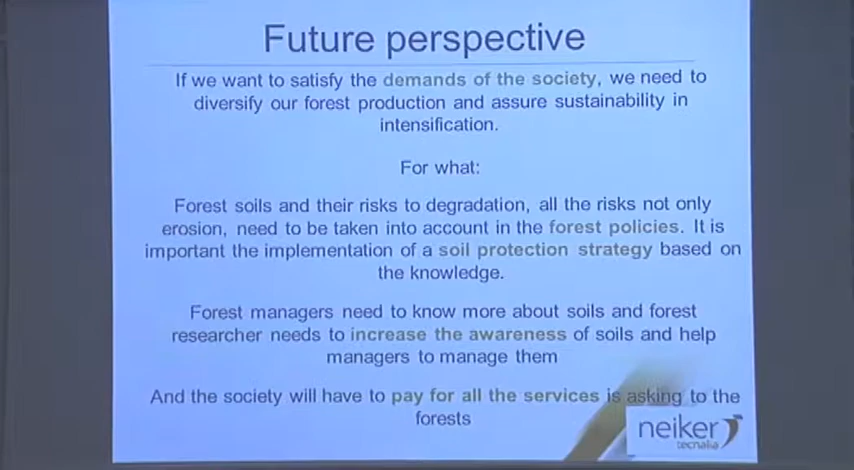 Future perspective
If we want to satisfy the demands of the society, we need to
diversify our forest production and assure sustainability in
intensification.
For what:
Forest soils and their risks to degradation, all the risks not only
erosion, need to be taken into account in the forest policies. It is
important the implementation of a soil protection strategy based on
the knowledge.
Forest managers need to know more about soils and forest
researcher needs to increase the awareness of soils and help
managers to manage them
And the society will have to pay for all the services is asking to the
forests
neiker
tecnalia